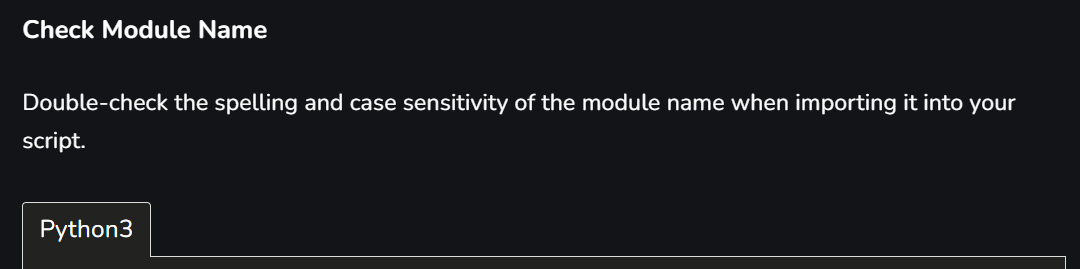 Check Module Name
Double-check the spelling and case sensitivity of the module name when importing it into your
script.
Python3